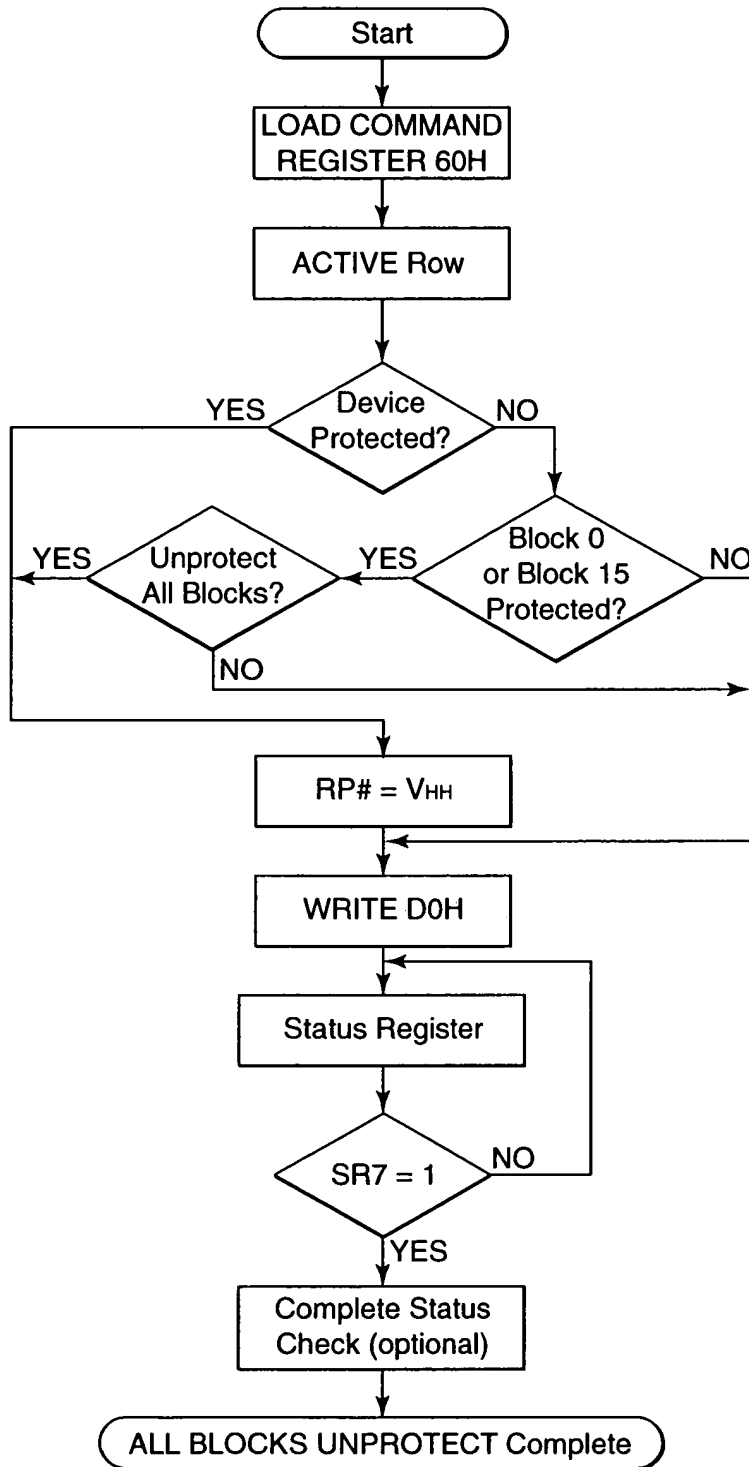 Start
LOAD COMMAND
REGISTER 60H
ACTIVE Row
YES
Device
Protected?
NO
YES
Unprotect
All Blocks?
YES
Block 0
or Block 15
Protected?
NO
NO
RP# = VHH
WRITE D0H
Status Register
SR7 = 1
NO
YES
Complete Status
Check (optional)
ALL BLOCKS UNPROTECT Complete